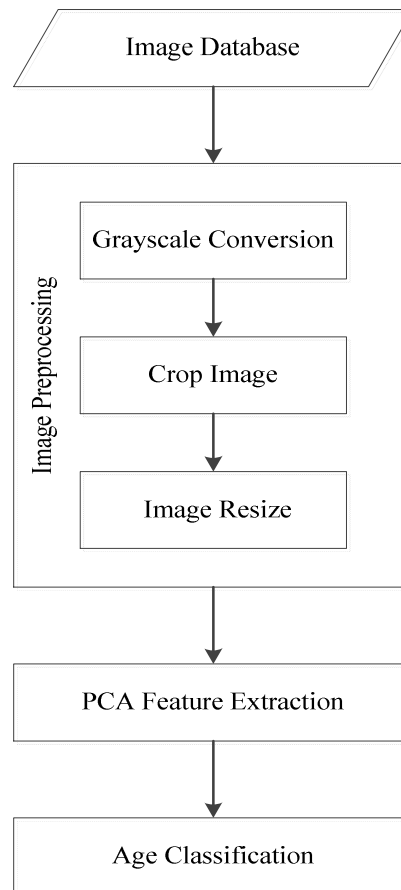 Image Database
Image Preprocessing
Grayscale Conversion
Crop Image
Image Resize
PCA Feature Extraction
Age Classification